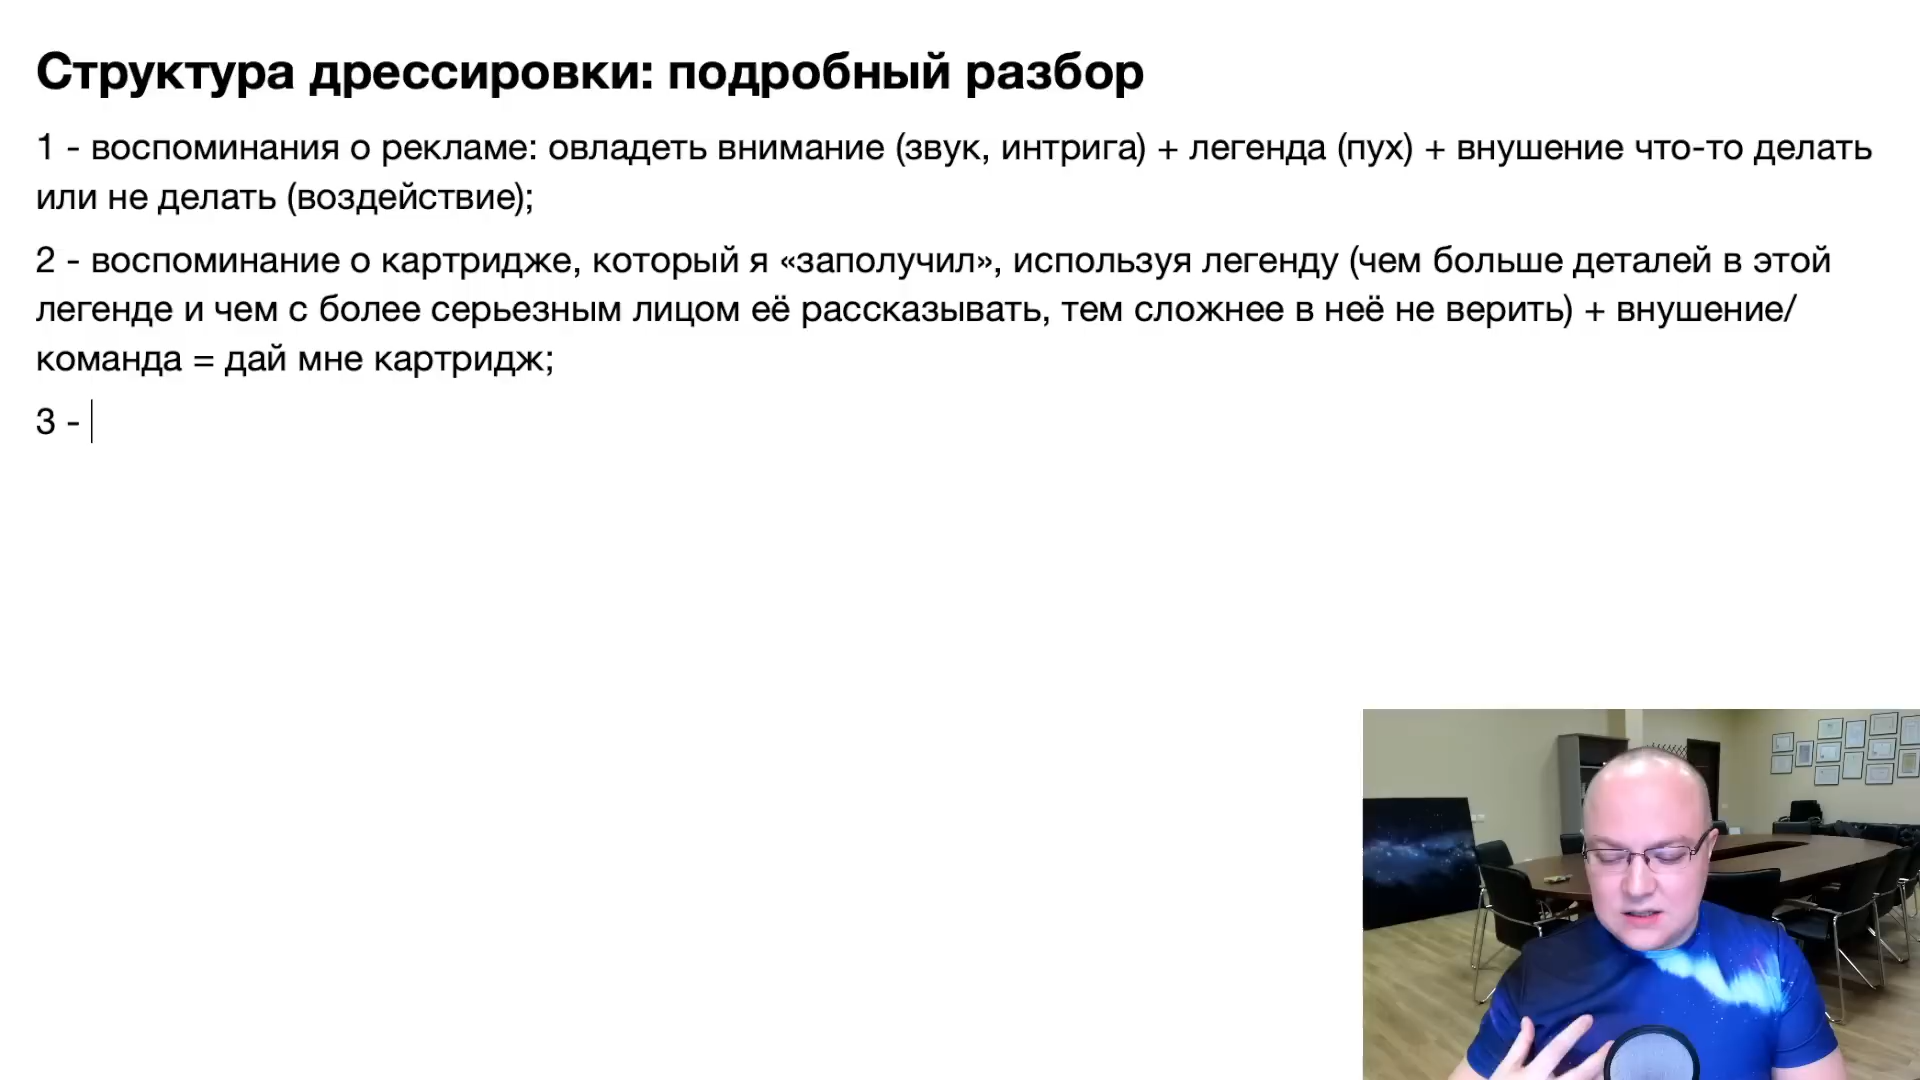 Структура дрессировки: подробный разбор
1 - воспоминания о рекламе: овладеть внимание (звук, интрига) + легенда (пух) + внушение что-то делать
или не делать (воздействие);
2 - воспоминание о картридже, который я «заполучил», используя легенду (чем больше деталей в этой
легенде и чем с более серьезным лицом её рассказывать, тем сложнее в неё не верить) + внушение/
команда = дай мне картридж;
3 -